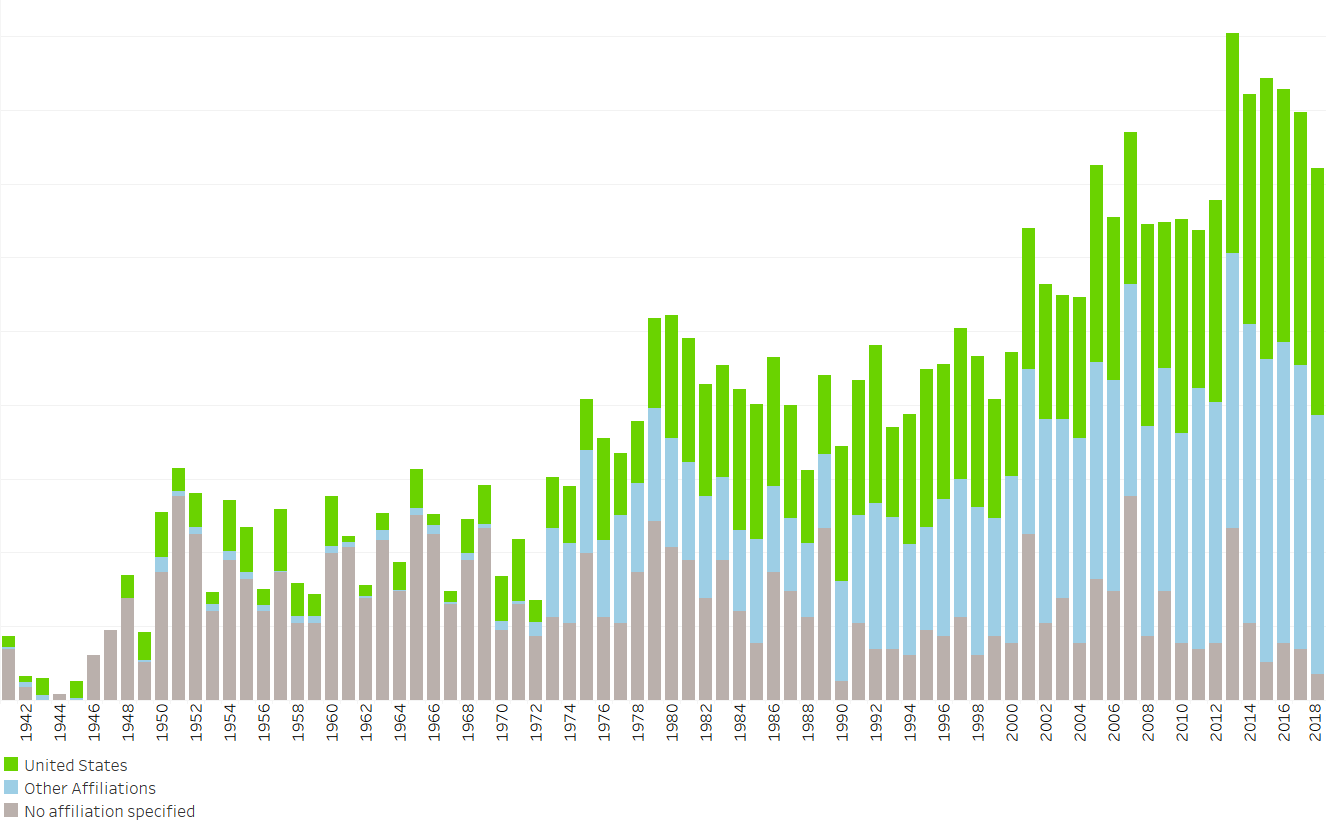 1942 1944 1946 1948 1950 1952 1954 1956 1958 1960 1962 1964 1966 1968 1970 1972 1974 1976 1978 1980 1982 1984 1986 1988 1990 1992 1994 1996 1998 2000 2002 2004 2006 2008 2010 2012 2014 2016 2018
United States
Other Affiliations
No affiliation specified